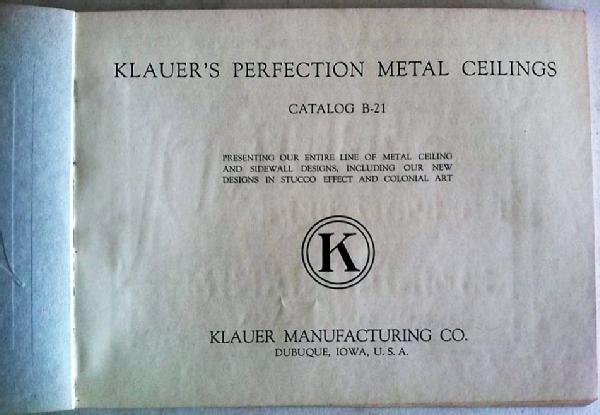 KLAUER'S PERFECTION METAL CEILINGS
CATALOG B-21
PRESENTING OUR ENTIRE LINE OF METAL CEILING
AND SIDEWALL DESIGNS, INCLUDING OUR NEW
DESIGNS IN STUCCO EFFECT AND COLONIAL ART
K
KLAUER MANUFACTURING CO.
DUBUQUE, IOWA, U. S. A.